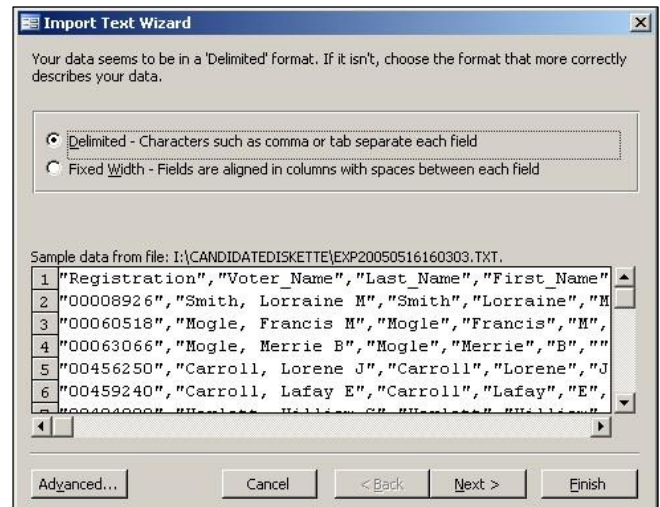 Import Text Wizard
Your data seems to be in a 'Delimited' format. If it isn't, choose the format that more correctly
describes your data.
Delimited - Characters such as comma or tab separate each field
Fixed Width - Fields are aligned in columns with spaces between each field
Sample data from file: I:\CANDIDATEDISKETTE\EXP20050516160303.TXT.
1 "Registration","Voter_Name","Last_Name","First_Name"
2 "00008926","Smith, Lorraine M","Smith","Lorraine","M
3 "00060518","Mogle, Francis M","Mogle","Francis","M",
4 "00063066","Mogle, Merrie B","Mogle","Merrie","B",""
5 "00456250","Carroll, Lorene J","Carroll","Lorene","J
6 "00459240","Carroll, Lafay E","Carroll","Lafay","E",
Advanced... Cancel < Back Next > Finish